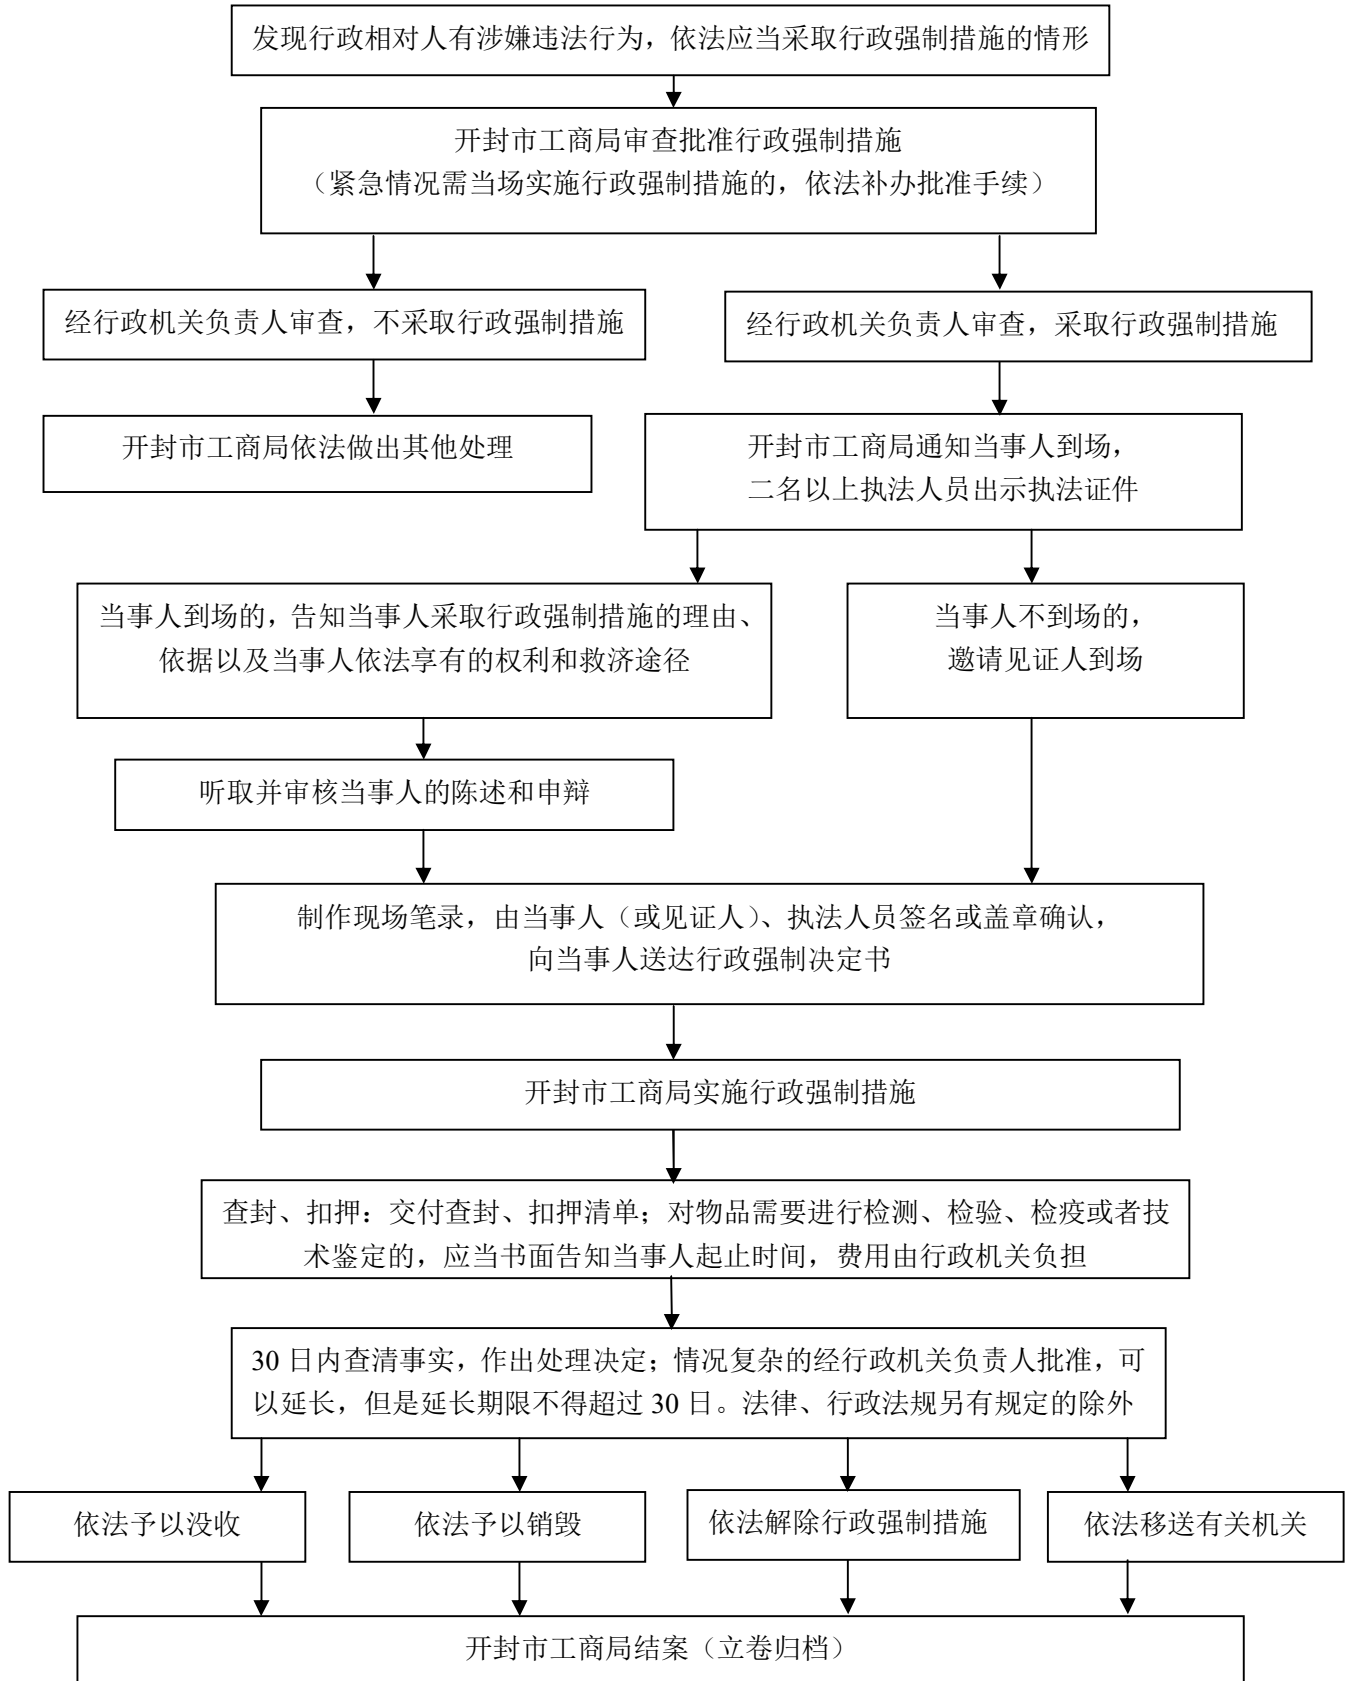 发现行政相对人有涉嫌违法行为，依法应当采取行政强制措施的情形
开封市工商局审查批准行政强制措施
（紧急情况需当场实施行政强制措施的，依法补办批准手续）
经行政机关负责人审查，不采取行政强制措施
经行政机关负责人审查，采取行政强制措施
开封市工商局依法做出其他处理
开封市工商局通知当事人到场，
二名以上执法人员出示执法证件
当事人到场的，告知当事人采取行政强制措施的理由、
依据以及当事人依法享有的权利和救济途径
当事人不到场的，
邀请见证人到场
听取并审核当事人的陈述和申辩
制作现场笔录，由当事人（或见证人）、执法人员签名或盖章确认，
向当事人送达行政强制决定书
开封市工商局实施行政强制措施
查封、扣押：交付查封、扣押清单；对物品需要进行检测、检验、检疫或者技
术鉴定的，应当书面告知当事人起止时间，费用由行政机关负担
30 日内查清事实，作出处理决定；情况复杂的经行政机关负责人批准，可
以延长，但是延长期限不得超过 30 日。法律、行政法规另有规定的除外
依法予以没收
依法予以销毁
依法解除行政强制措施
依法移送有关机关
开封市工商局结案（立卷归档）